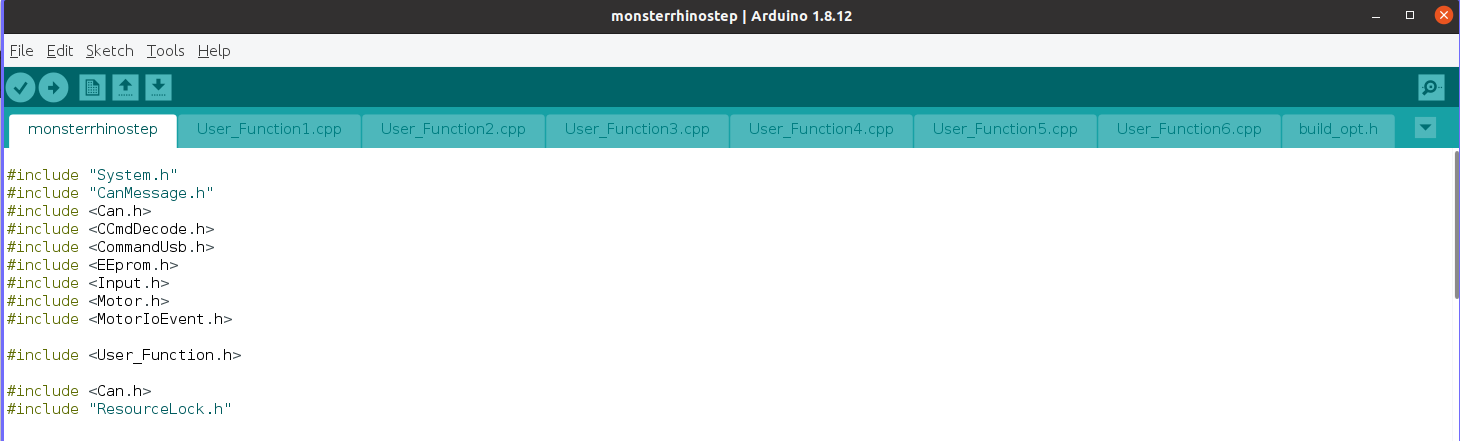 monsterrhinostep | Arduino 1.8.12
File Edit Sketch Tools Help
monsterrhinostep User_Function1.cpp User_Function2.cpp User_Function3.cpp User_Function4.cpp User_Function5.cpp User_Function6.cpp build_opt.h
#include "System.h"
#include "CanMessage.h"
#include <Can.h>
#include <CCmdDecode.h>
#include <CommandUsb.h>
#include <EEprom.h>
#include <Input.h>
#include <Motor.h>
#include <MotorIoEvent.h>
#include <User_Function.h>
#include <Can.h>
#include "ResourceLock.h"